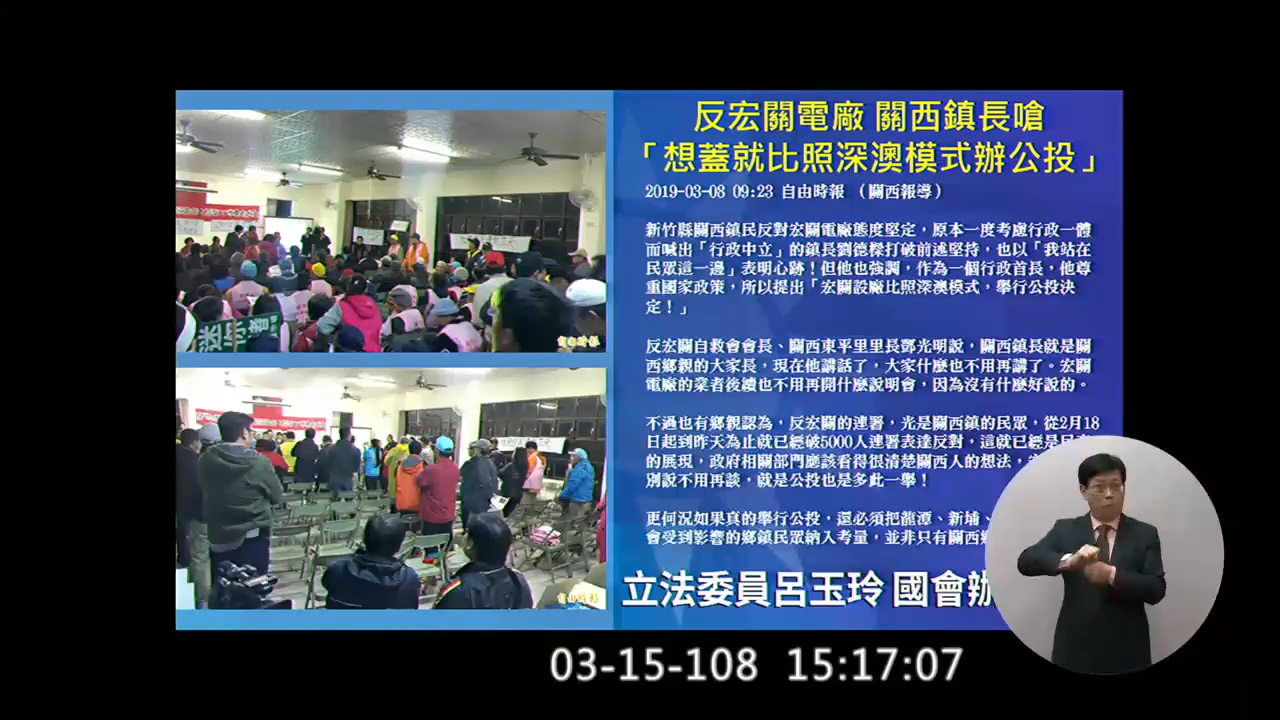 反宏關電廠 關西鎮長嗆
「想蓋就比照深澳模式辦公投」
2019-03-08 09:23 自由時報 （關西報導）
新竹縣關西鎮民反對宏關電廠態度堅定，原本一度考慮行政一體
而喊出「行政中立」的鎮長劉德樑打破前述堅持，也以「我站在
民眾這一邊」表明心跡！但他也強調，作為一個行政首長，他尊
重國家政策，所以提出「宏關設廠比照深澳模式，舉行公投決
定！」
反宏關自救會會長、關西東平里里長鄧光明說，關西鎮長就是關
西鄉親的大家長，現在他講話了，大家什麼也不用再講了。宏關
電廠的業者後續也不用再開什麼說明會，因為沒有什麼好說的。
不過也有鄉親認為，反宏關的連署，光是關西鎮的民眾，從2月18
日起到昨天為止就已經破5000人連署表達反對，這就已經是民
的展現，政府相關部門應該看得很清楚關西人的想法，
別說不用再談，就是公投也是多此一舉！
更何況如果真的舉行公投，還必須把龍潭、新埔、
會受到影響的鄉鎮民眾納入考量，並非只有關西
立法委員呂玉玲 國會辦
自由時報
自由時報
03-15-108 15:17:07